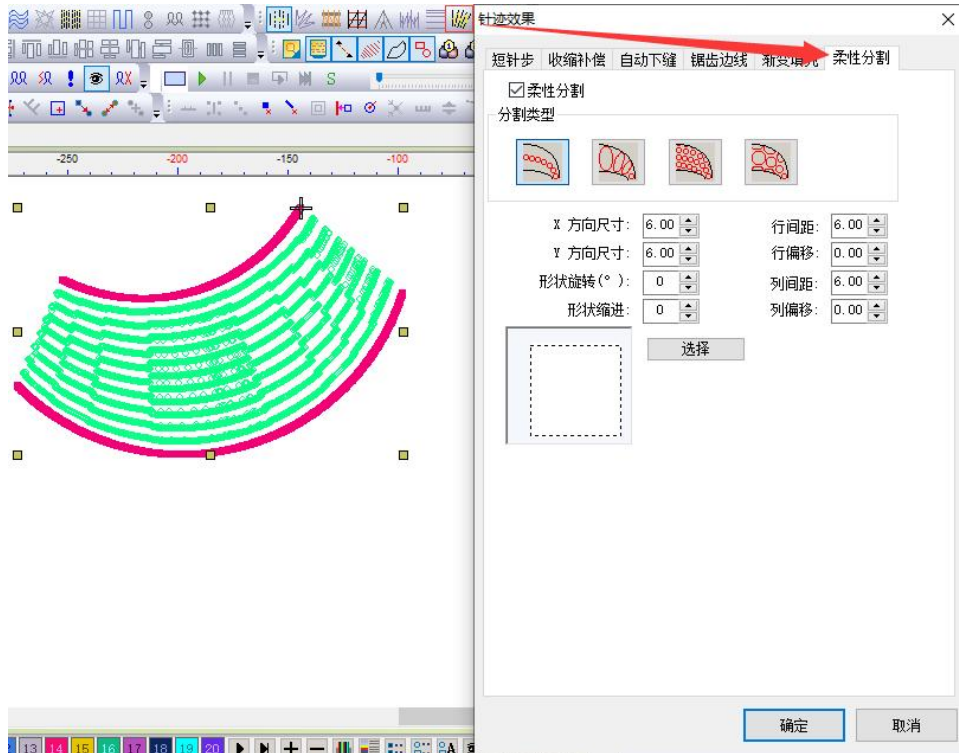 针迹效果
短针步 收缩补偿 自动下缝 锯齿边线 渐变填充 柔性分割
柔性分割
分割类型
X 方向尺寸: 6.00 行间距: 6.00
Y 方向尺寸: 6.00 行偏移: 0.00
形状旋转(°): 0 列间距: 6.00
形状缩进: 0 列偏移: 0.00
选择
S
-250 -200 -150 -100
确定 取消
13 14 15 16 17 18 19 20